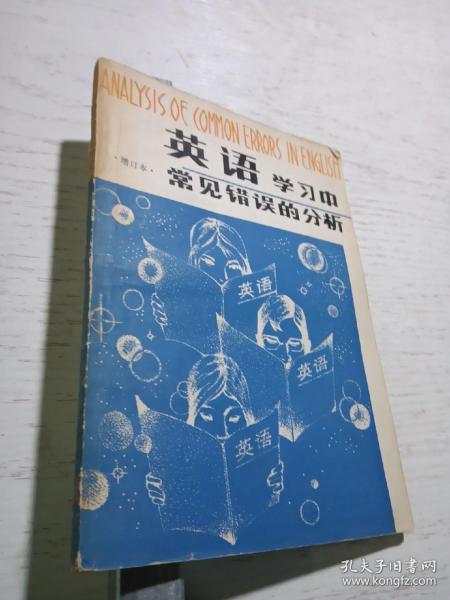 ANALYSIS OF COMMON ERRORS IN ENGLISH
英语 学习中
·增订本·
常见错误的分析
英语
英语
英语
孔夫子旧书网
www.kongfz.com